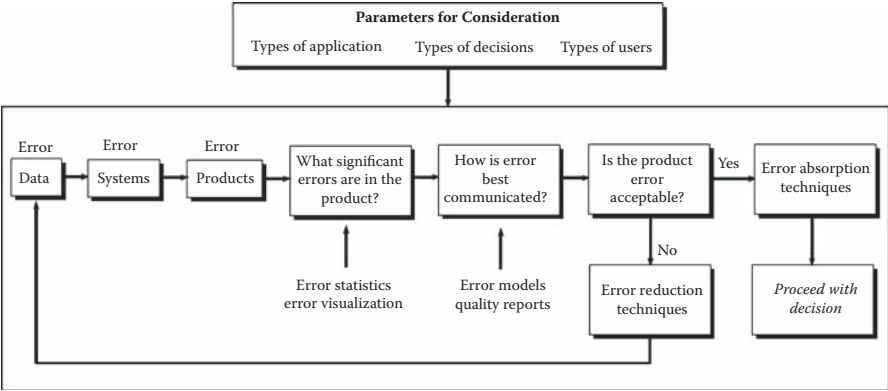 Parameters for Consideration
Types of application Types of decisions Types of users
Error Error Error
Data
Systems
Products
What significant
errors are in the
product?
How is error
best
communicated?
Is the product
error
acceptable?
Yes
Error absorption
techniques
No
Error statistics
error visualization
Error models
quality reports
Error reduction
techniques
Proceed with
decision